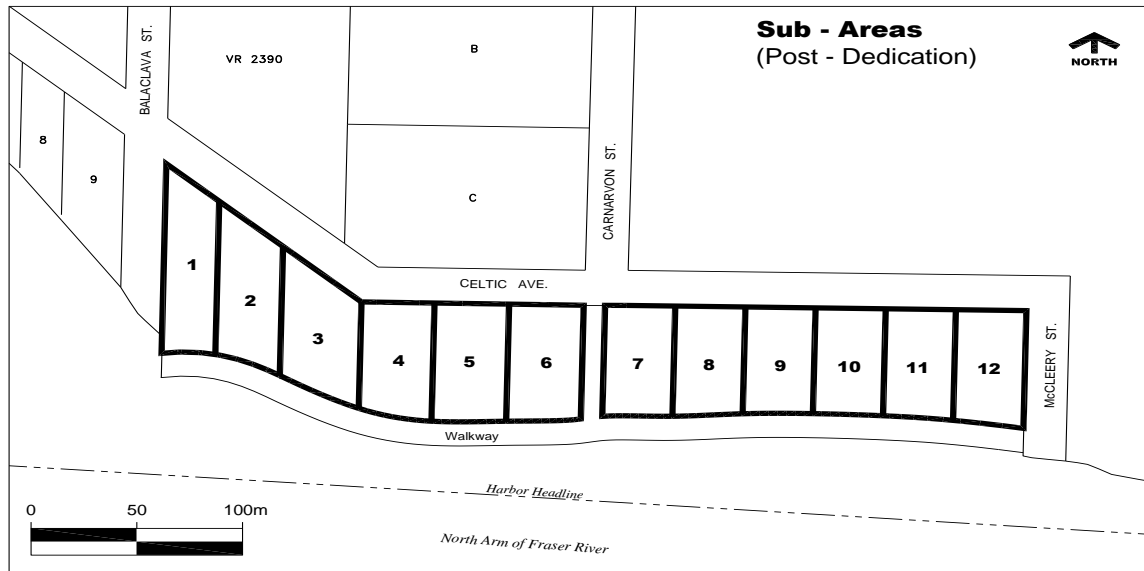 Sub - Areas
(Post - Dedication)
NORTH
BALACLAVA ST.
VR 2390
B
8
9
C
CARNARVON ST.
1
2
3
CELTIC AVE.
4
5
6
7
8
9
10
11
12
McCLEERY ST.
Walkway
Harbor Headline
0 50 100m
North Arm of Fraser River